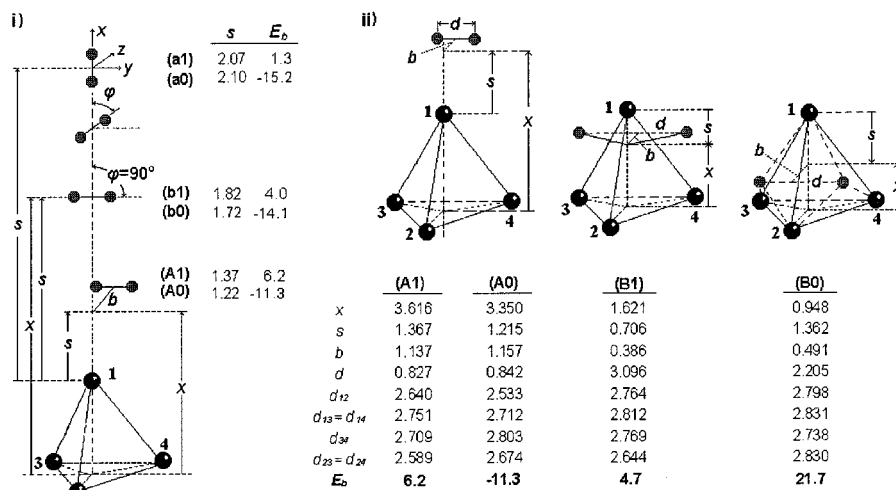 i)
x
s E_b
z
y
(a1) 2.07 1.3
(a0) 2.10 -15.2
φ
φ=90°
(b1) 1.82 4.0
(b0) 1.72 -14.1
(A1) 1.37 6.2
(A0) 1.22 -11.3
b
s
s
x
s
x
1
3
4
ii)
d
b
s
x
1
3
4
2
1
d
s
b
x
3
4
2
1
s
b
d
x
3
4
2
(A1) (A0) (B1) (B0)
x 3.616 3.350 1.621 0.948
s 1.367 1.215 0.706 1.362
b 1.137 1.157 0.386 0.491
d 0.827 0.842 3.096 2.205
d12 2.640 2.533 2.764 2.798
d13= d14 2.751 2.712 2.812 2.831
d34 2.709 2.803 2.769 2.738
d23= d24 2.589 2.674 2.644 2.830
E_b 6.2 -11.3 4.7 21.7